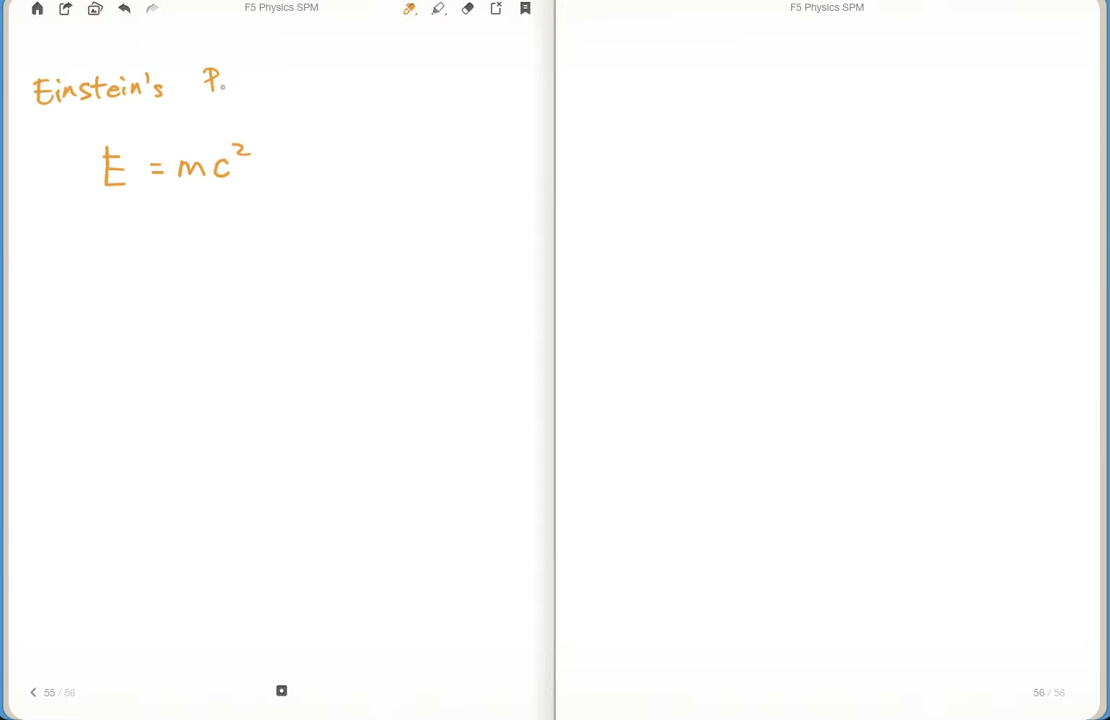 F5 Physics SPM
F5 Physics SPM
Einstein's P.
E = mc²
55 / 56
56 / 56